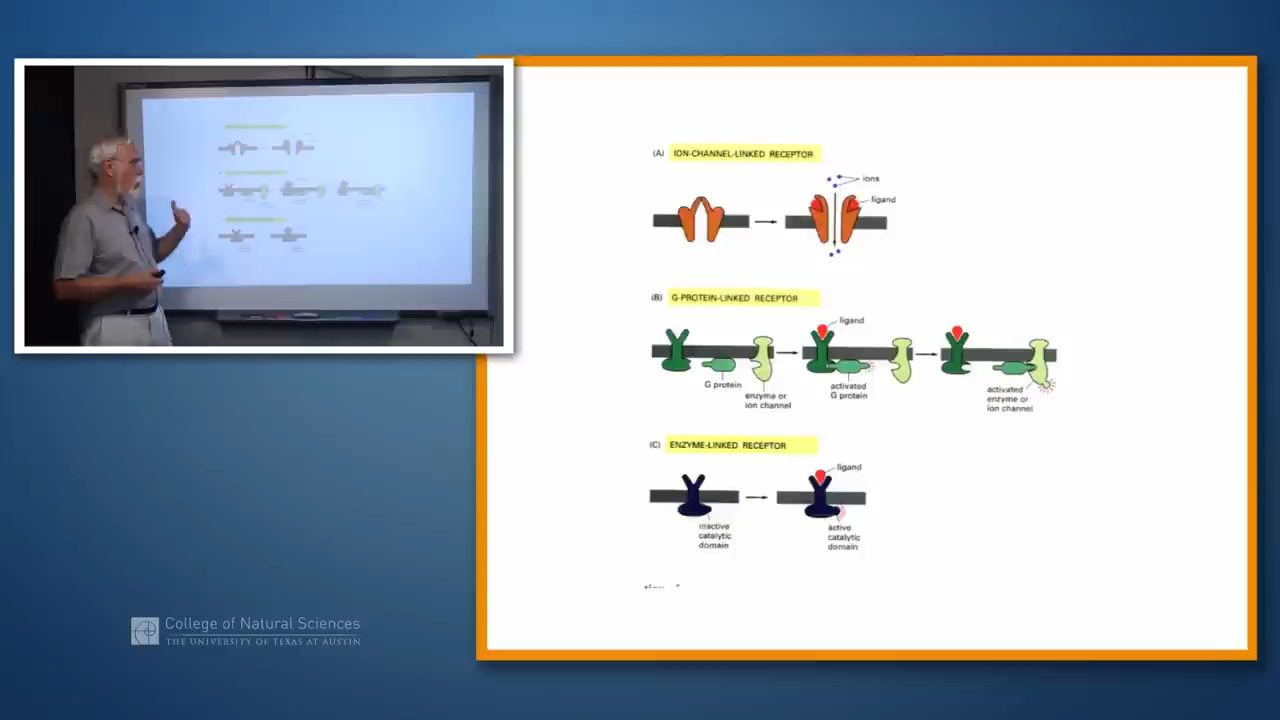 (A) ION-CHANNEL-LINKED RECEPTOR
ions
ligand
(B) G-PROTEIN-LINKED RECEPTOR
ligand
G protein
enzyme or
ion channel
activated
G protein
activated
enzyme or
ion channel
(C) ENZYME-LINKED RECEPTOR
ligand
inactive
catalytic
domain
active
catalytic
domain
College of Natural Sciences
THE UNIVERSITY OF TEXAS AT AUSTIN